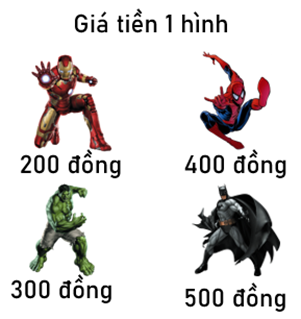 Giá tiền 1 hình
200 đồng
400 đồng
300 đồng
500 đồng